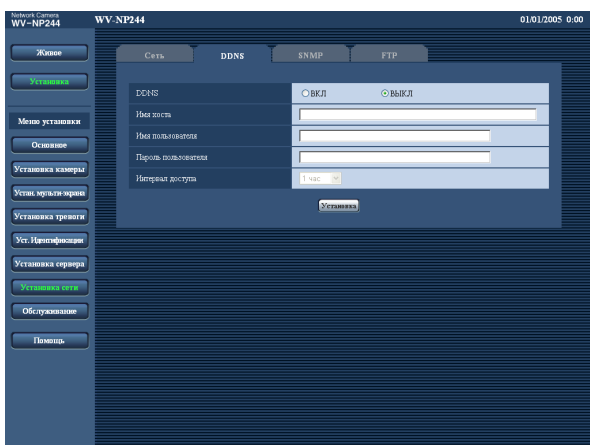 Network Camera
WV-NP244
WV-NP244
01/01/2005 0:00
Живое
Установка
Меню установки
Основное
Установка камеры
Устан. мульти-экрана
Установка тревоги
Уст. Идентификации
Установка сервера
Установка сети
Обслуживание
Помощь
Сеть
DDNS
SNMP
FTP
DDNS
ВКЛ
ВЫКЛ
Имя хоста
Имя пользователя
Пароль пользователя
Интервал доступа
1 час
Установка